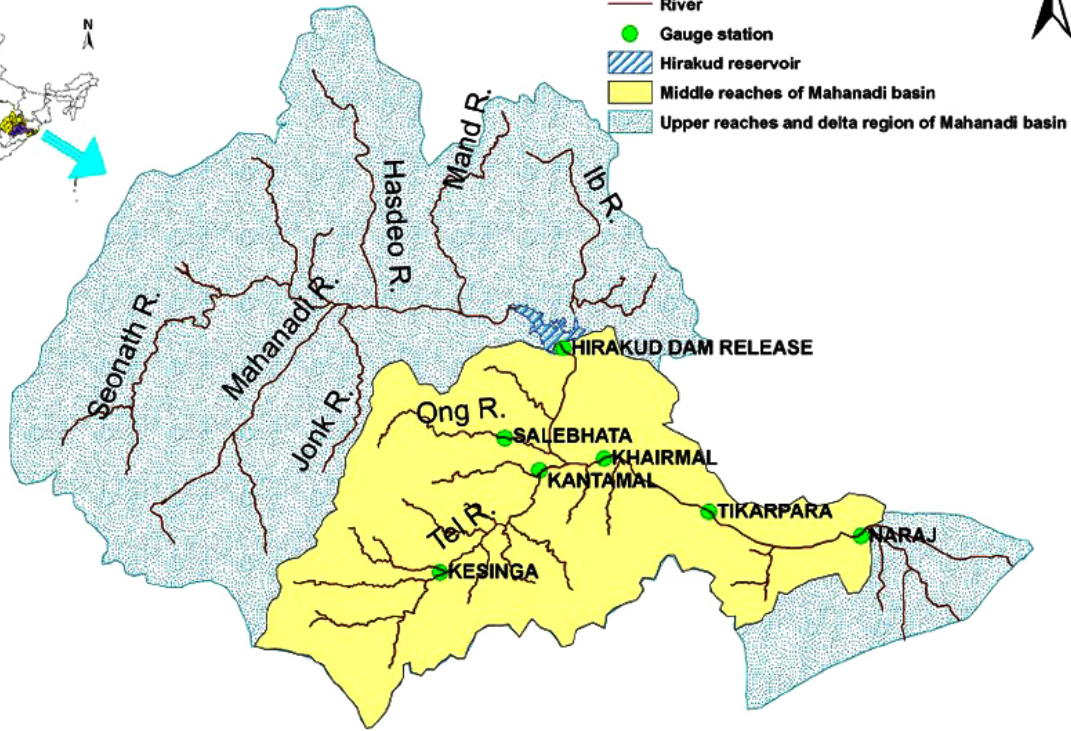 N
River
Gauge station
Hirakud reservoir
Middle reaches of Mahanadi basin
Upper reaches and delta region of Mahanadi basin
Mand R.
Hasdeo R.
Ib R.
Seonath R.
Mahanadi R.
Jonk R.
HIRAKUD DAM RELEASE
Ong R.
SALEBHATA
KHAIRMAL
KANTAMAL
Tel R.
TIKARPARA
NARAJ
KESINGA